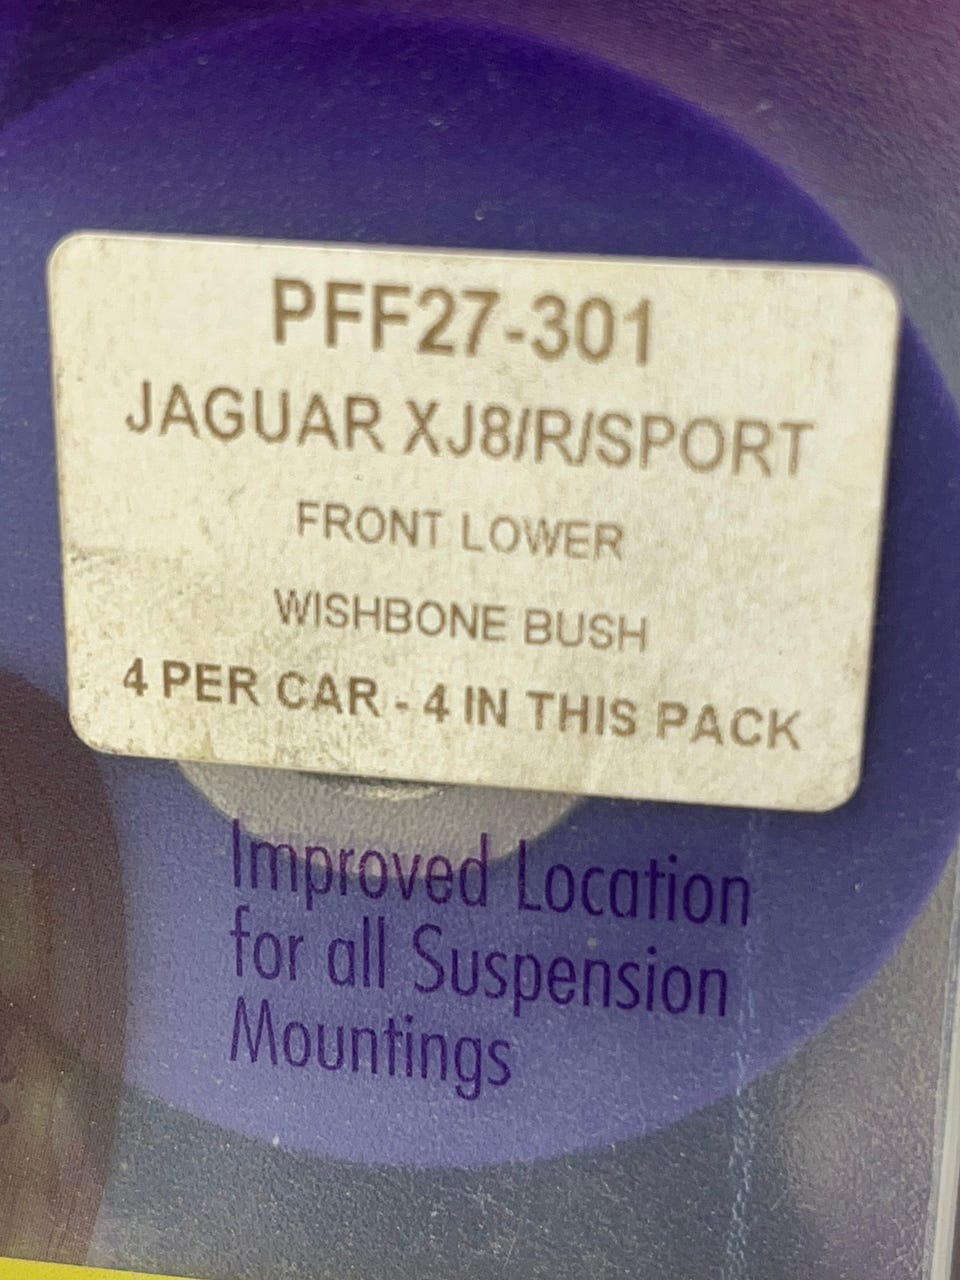 PFF27-301
JAGUAR XJ8/R/SPORT
FRONT LOWER
WISHBONE BUSH
4 PER CAR - 4 IN THIS PACK
Improved Location
for all Suspension
Mountings